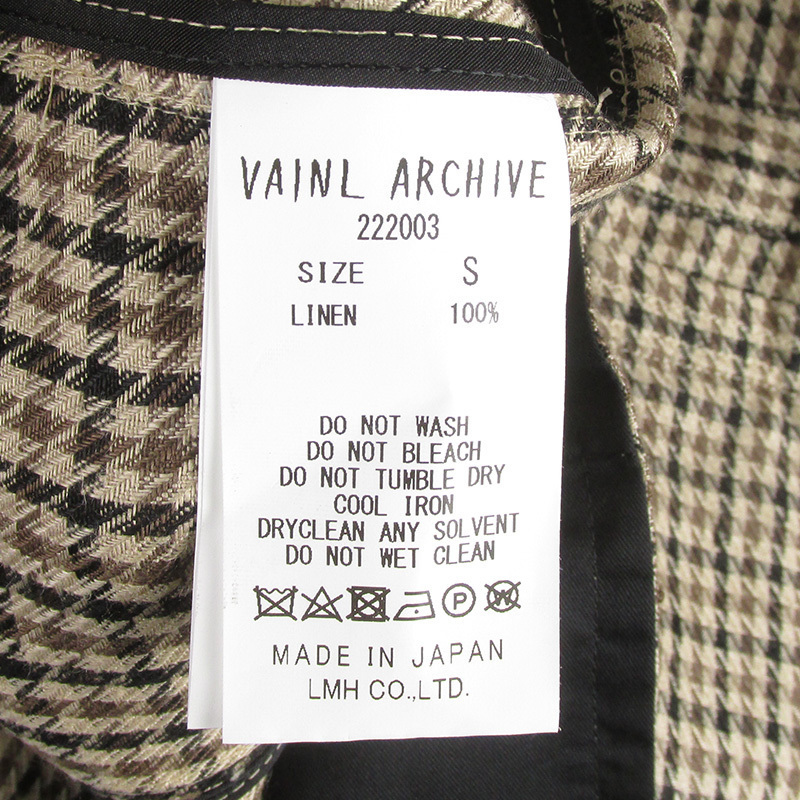 VAINL ARCHIVE
222003
SIZE S
LINEN 100%
DO NOT WASH
DO NOT BLEACH
DO NOT TUMBLE DRY
COOL IRON
DRYCLEAN ANY SOLVENT
DO NOT WET CLEAN
P W
MADE IN JAPAN
LMH CO.,LTD.